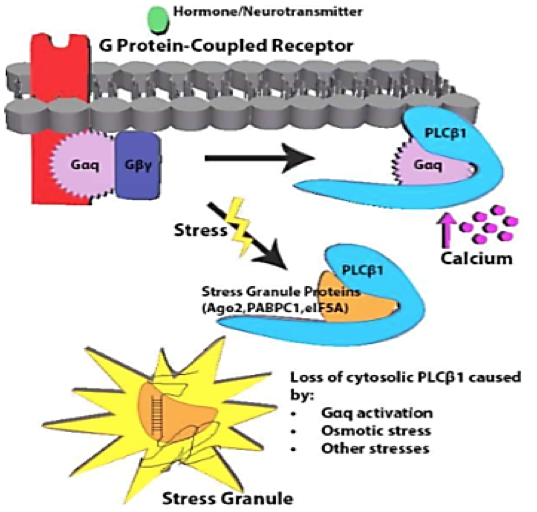 Hormone/Neurotransmitter
G Protein-Coupled Receptor
PLCβ1
Gαq
Gβγ
Gαq
Stress
Calcium
PLCβ1
Stress Granule Proteins
(Ago2,PABPC1,eIF5A)
Loss of cytosolic PLCβ1 caused
by:
• Gαq activation
• Osmotic stress
• Other stresses
Stress Granule